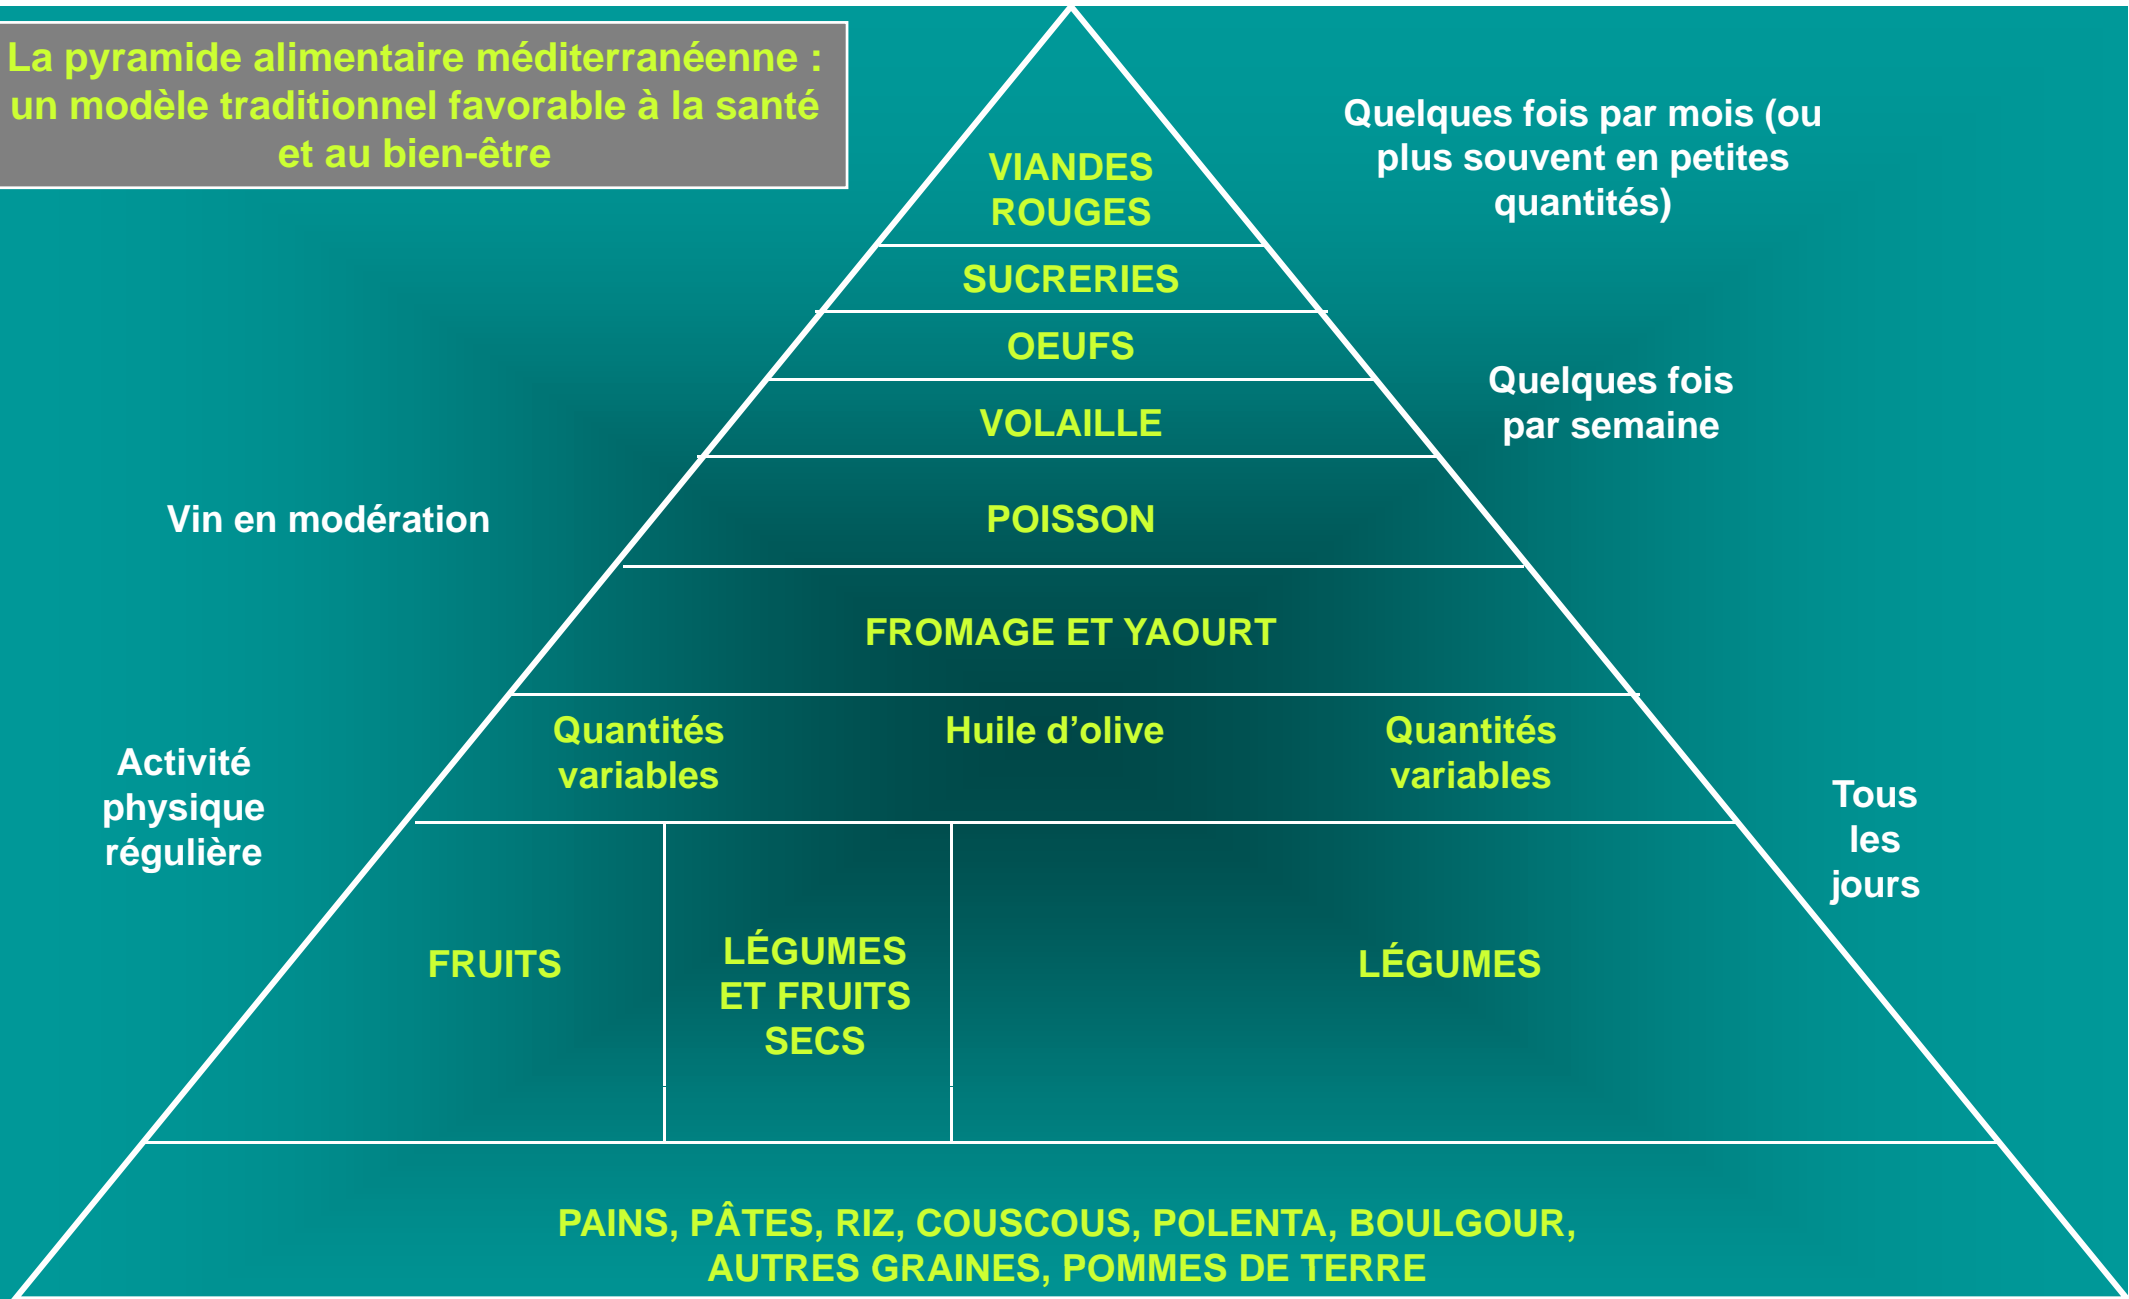 La pyramide alimentaire méditerranéenne :
un modèle traditionnel favorable à la santé
et au bien-être
Quelques fois par mois (ou
plus souvent en petites
quantités)
VIANDES
ROUGES
SUCRERIES
OEUFS
Quelques fois
par semaine
VOLAILLE
Vin en modération
POISSON
FROMAGE ET YAOURT
Quantités
variables
Huile d’olive
Quantités
variables
Activité
physique
régulière
Tous
les
jours
FRUITS
LÉGUMES
ET FRUITS
SECS
LÉGUMES
PAINS, PÂTES, RIZ, COUSCOUS, POLENTA, BOULGOUR,
AUTRES GRAINES, POMMES DE TERRE